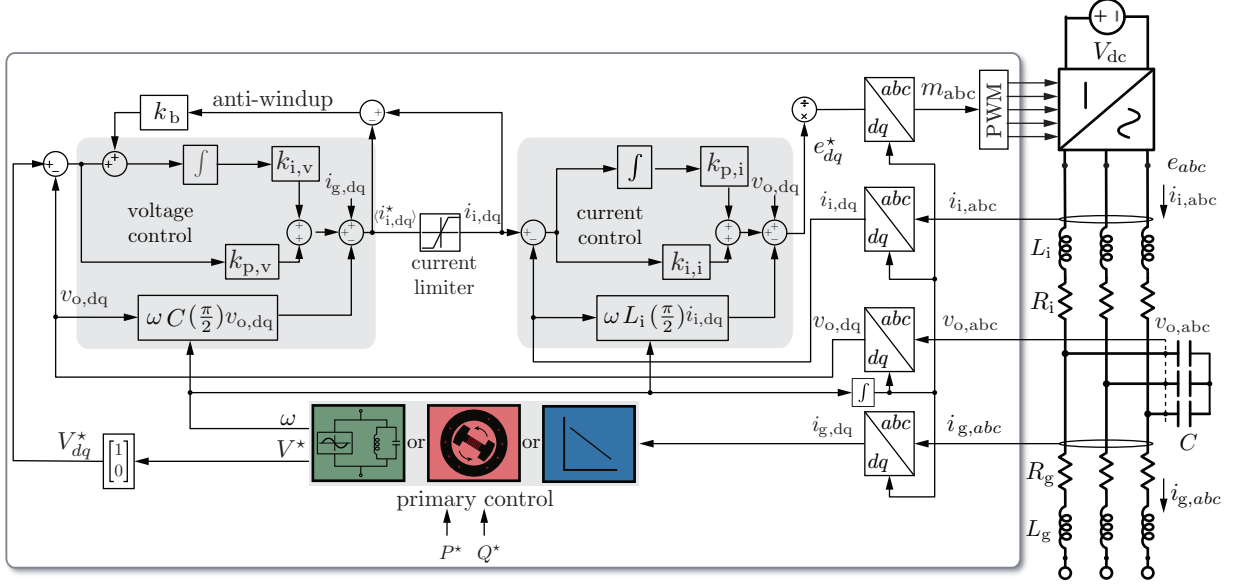 V_dc
k_b
anti-windup
−+
abc
dq
m_abc
PWM
÷
×
e*_dq
e_abc
+−
++
∫
k_i,v
i_g,dq
∫
k_p,i
v_o,dq
voltage
control
current
control
⟨i*_i,dq⟩
i_i,dq
i_i,dq
abc
dq
i_i,abc
i_i,abc
k_p,v
++
+−
current
limiter
+−
k_i,i
++
+−
L_i
R_i
v_o,dq
ω C(π/2)v_o,dq
ω L_i(π/2)i_i,dq
v_o,dq
abc
dq
v_o,abc
v_o,abc
∫
C
ω
V*
V*_dq
[1 0]
or
or
i_g,dq
abc
dq
i_g,abc
primary control
P*
Q*
R_g
i_g,abc
L_g